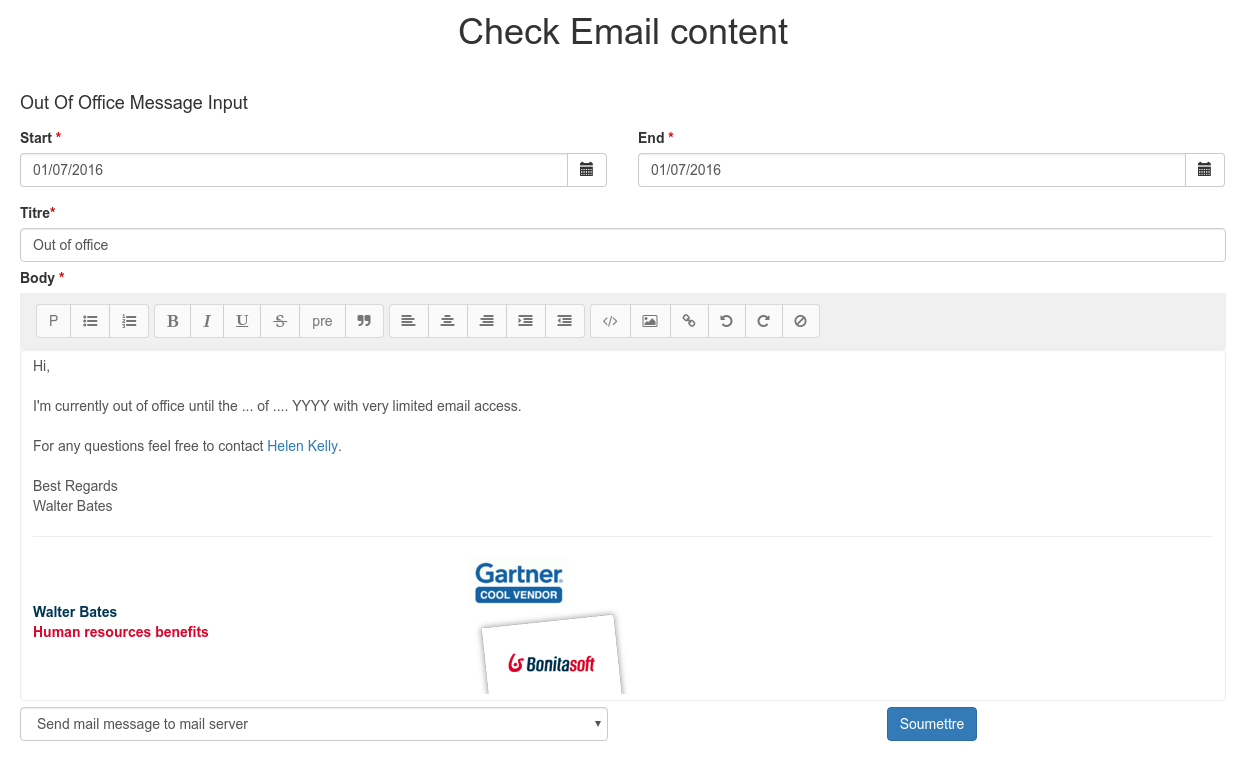 Check Email content
Out Of Office Message Input
Start *
End *
01/07/2016
01/07/2016
Titre*
Out of office
Body *
P B I U S pre
Hi,
I'm currently out of office until the ... of .... YYYY with very limited email access.
For any questions feel free to contact Helen Kelly.
Best Regards
Walter Bates
Gartner®
COOL VENDOR
Walter Bates
Human resources benefits
Bonitasoft
Send mail message to mail server
Soumettre